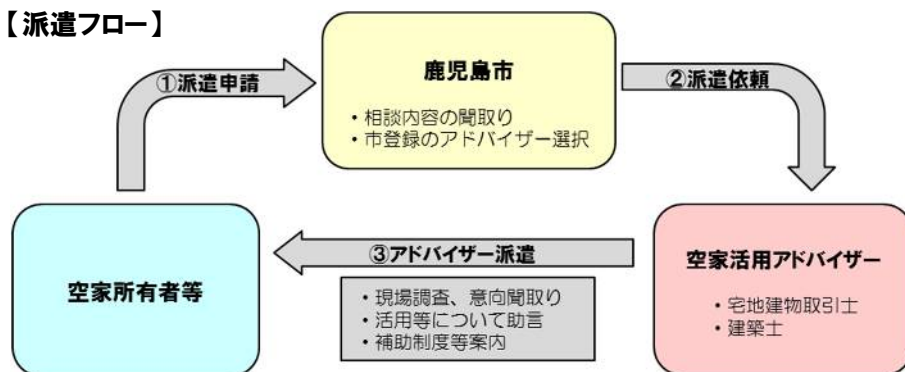 【派遣フロー】
①派遣申請
鹿児島市
・相談内容の聞取り
・市登録のアドバイザー選択
②派遣依頼
空家所有者等
③アドバイザー派遣
・現場調査、意向聞取り
・活用等について助言
・補助制度等案内
空家活用アドバイザー
・宅地建物取引士
・建築士